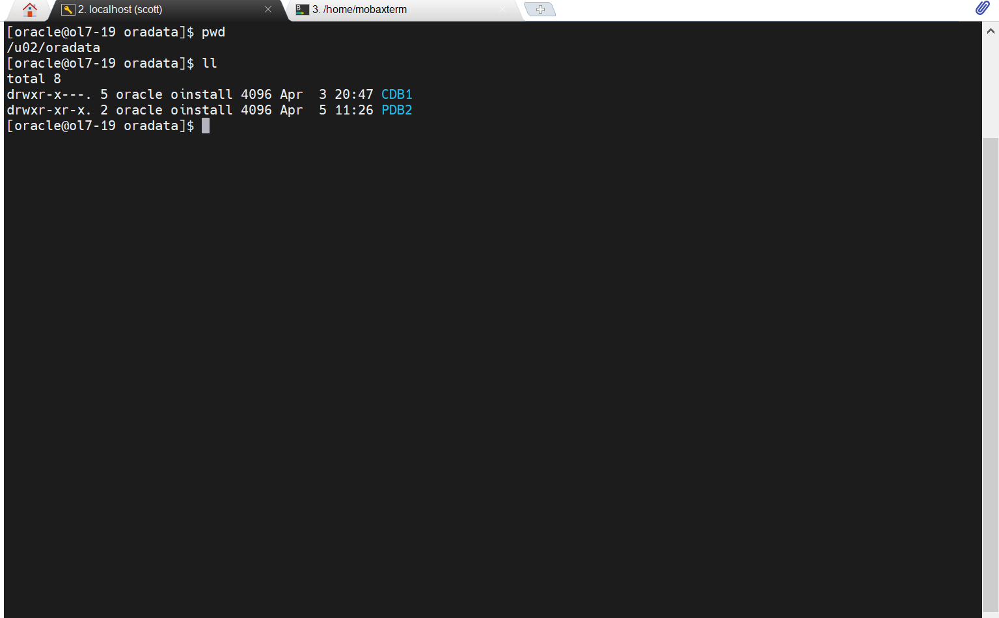 2. localhost (scott)
3. /home/mobaxterm
[oracle@ol7-19 oradata]$ pwd
/u02/oradata
[oracle@ol7-19 oradata]$ ll
total 8
drwxr-x---. 5 oracle oinstall 4096 Apr  3 20:47 CDB1
drwxr-xr-x. 2 oracle oinstall 4096 Apr  5 11:26 PDB2
[oracle@ol7-19 oradata]$